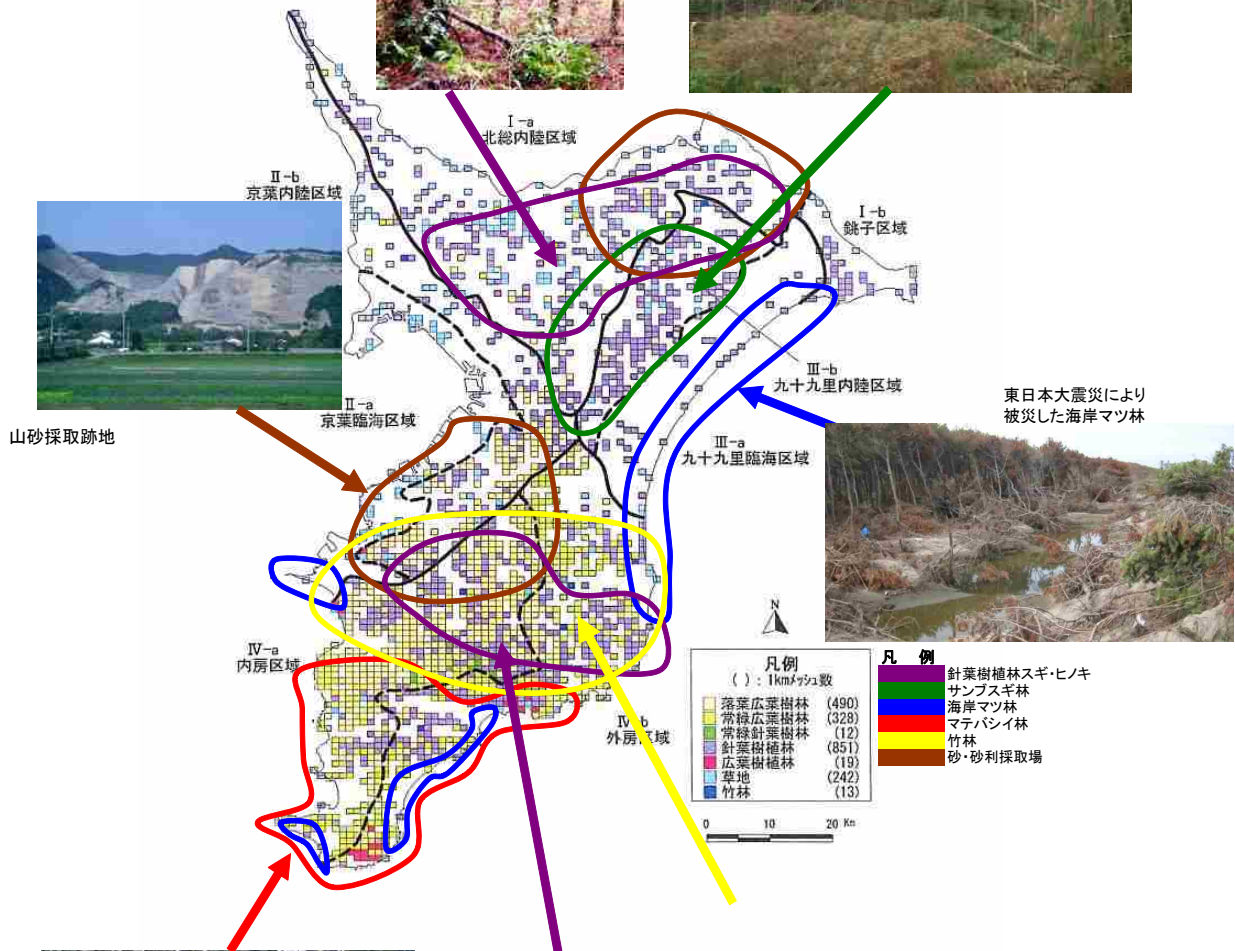 Ⅰ-a
北総内陸区域
Ⅱ-b
京葉内陸区域
Ⅰ-b
銚子区域
Ⅲ-b
九十九里内陸区域
東日本大震災により
被災した海岸マツ林
Ⅱ-a
京葉臨海区域
山砂採取跡地
Ⅲ-a
九十九里臨海区域
Ⅳ-a
内房区域
Ⅳ-b
外房区域
N
凡例
( ) : 1kmメッシュ数
落葉広葉樹林 (490)
常緑広葉樹林 (328)
常緑針葉樹林 (12)
針葉樹植林 (851)
広葉樹植林 (19)
草地 (242)
竹林 (13)
0 10 20 Km
凡 例
針葉樹植林スギ・ヒノキ
サンブスギ林
海岸マツ林
マテバシイ林
竹林
砂・砂利採取場